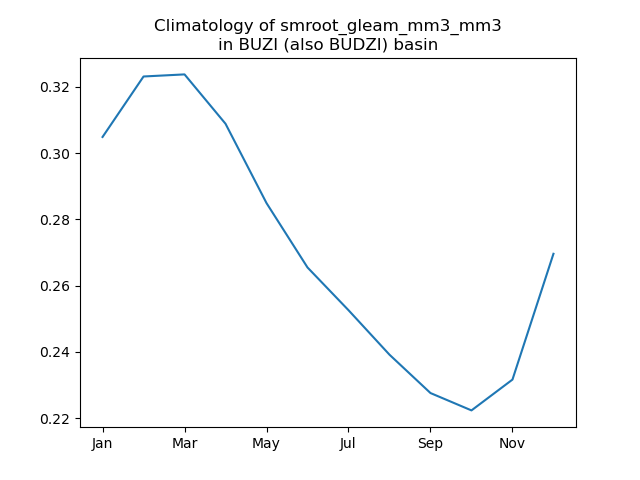 Climatology of smroot_gleam_mm3_mm3
in BUZI (also BUDZI) basin
0.32
0.30
0.28
0.26
0.24
0.22
Jan Mar May Jul Sep Nov